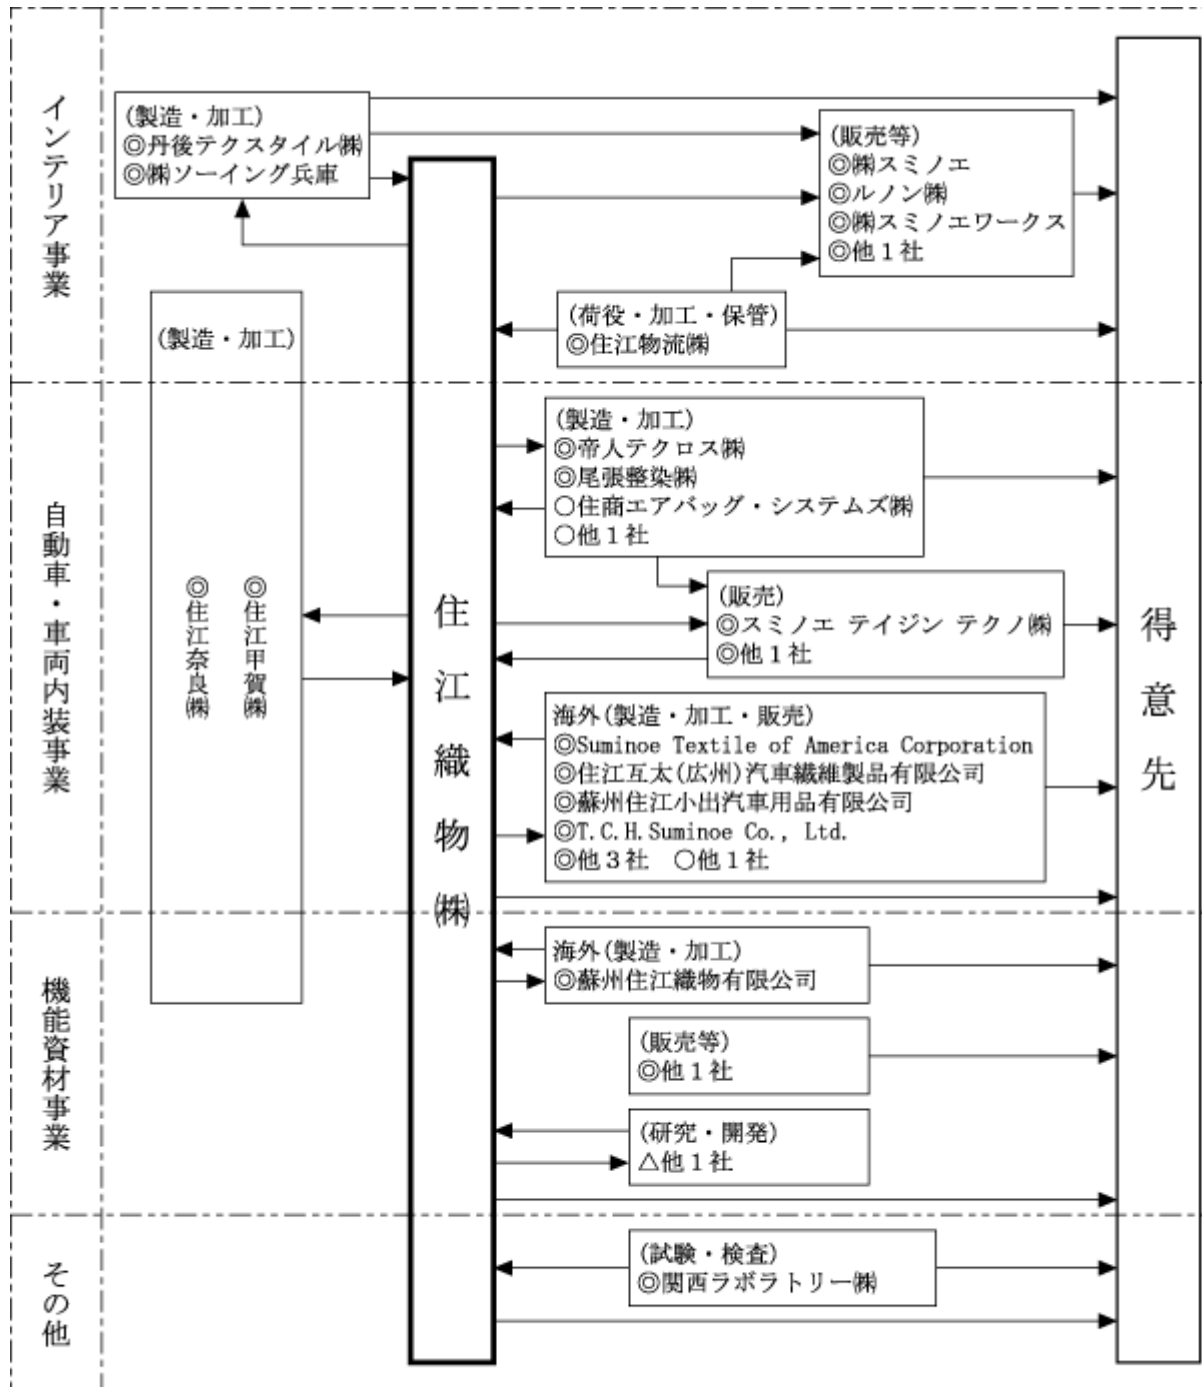 インテリア事業
(製造・加工)
◎丹後テクスタイル㈱
◎㈱ソーイング兵庫
(販売等)
◎㈱スミノエ
◎ルノン㈱
◎㈱スミノエワークス
◎他１社
(荷役・加工・保管)
◎住江物流㈱
(製造・加工)
◎住江甲賀㈱
◎住江奈良㈱
住江織物㈱
得意先
自動車・車両内装事業
(製造・加工)
◎帝人テクロス㈱
◎尾張整染㈱
○住商エアバッグ・システムズ㈱
○他１社
(販売)
◎スミノエ テイジン テクノ㈱
◎他１社
海外(製造・加工・販売)
◎Suminoe Textile of America Corporation
◎住江互太(広州)汽車繊維製品有限公司
◎蘇州住江小出汽車用品有限公司
◎T.C.H.Suminoe Co., Ltd.
◎他３社　○他１社
機能資材事業
海外(製造・加工)
◎蘇州住江織物有限公司
(販売等)
◎他１社
(研究・開発)
△他１社
その他
(試験・検査)
◎関西ラボラトリー㈱